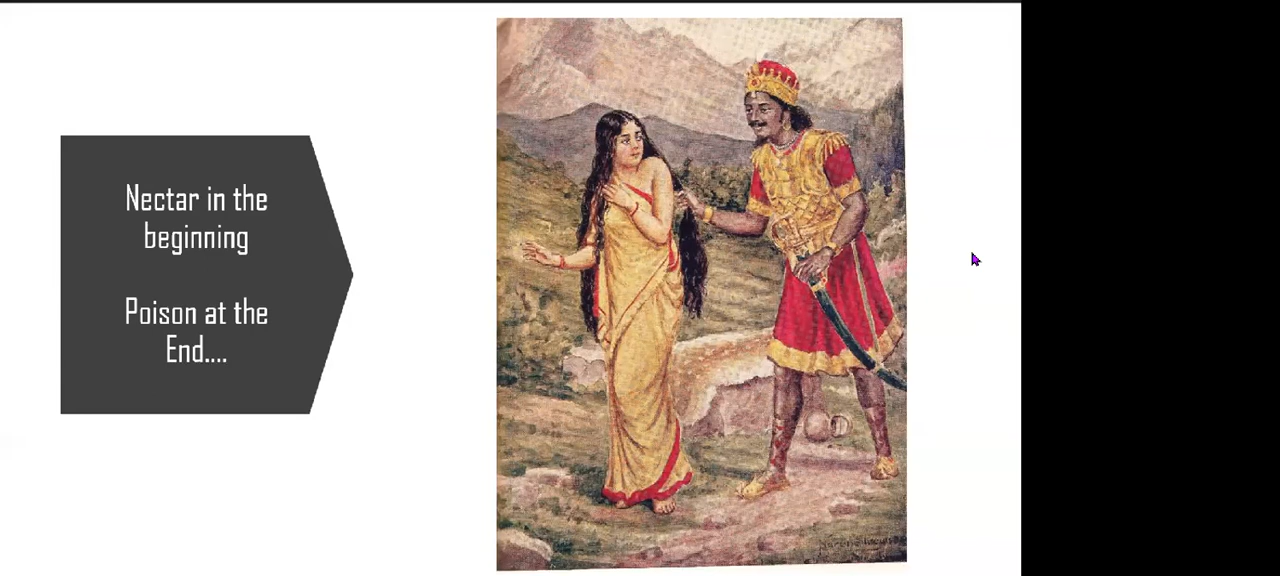 Nectar in the
beginning
Poison at the
End....